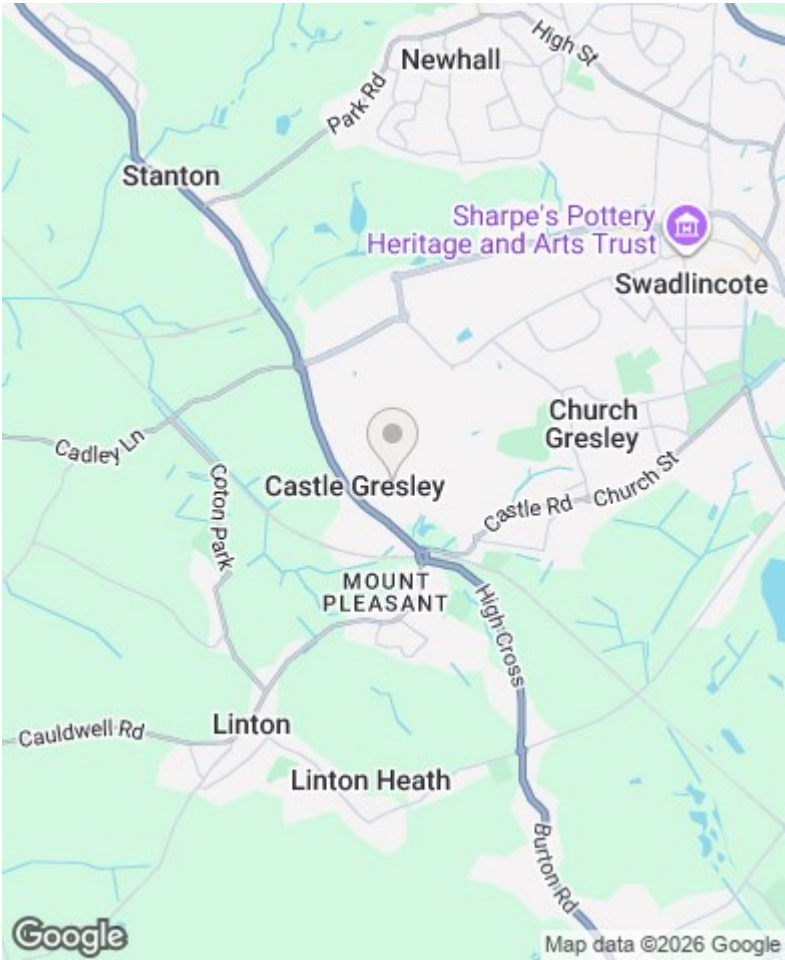 High St
Newhall
Park Rd
Stanton
Sharpe's Pottery
Heritage and Arts Trust
Swadlincote
Church
Gresley
Cadley Ln
Coton Park
Castle Gresley
Church St
Castle Rd
MOUNT
PLEASANT
High Cross
Linton
Cauldwell Rd
Linton Heath
Burton Rd
Google
Map data ©2026 Google